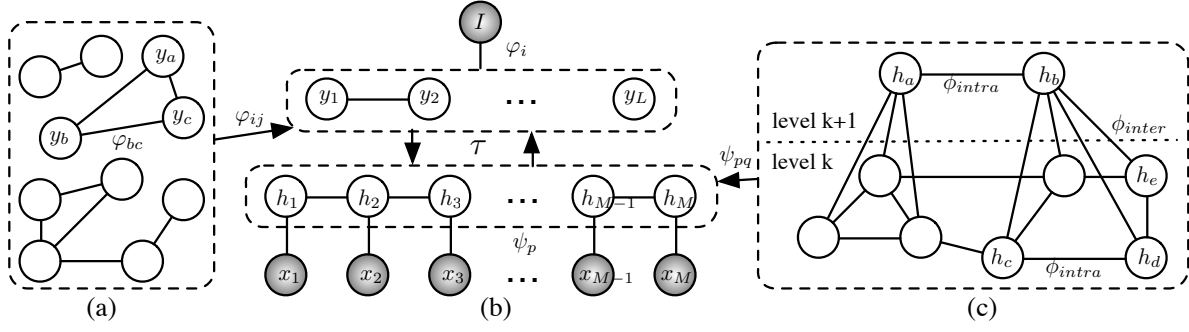 y_a
y_b
y_c
φ_{bc}
(a)
φ_{ij}
I
φ_i
y_1 y_2 ... y_L
τ
h_1 h_2 h_3 ... h_{M−1} h_M
ψ_p
x_1 x_2 x_3 ... x_{M−1} x_M
(b)
ψ_{pq}
h_a h_b
ϕ_{intra}
level k+1
ϕ_{inter}
level k
h_e
h_c h_d
ϕ_{intra}
(c)